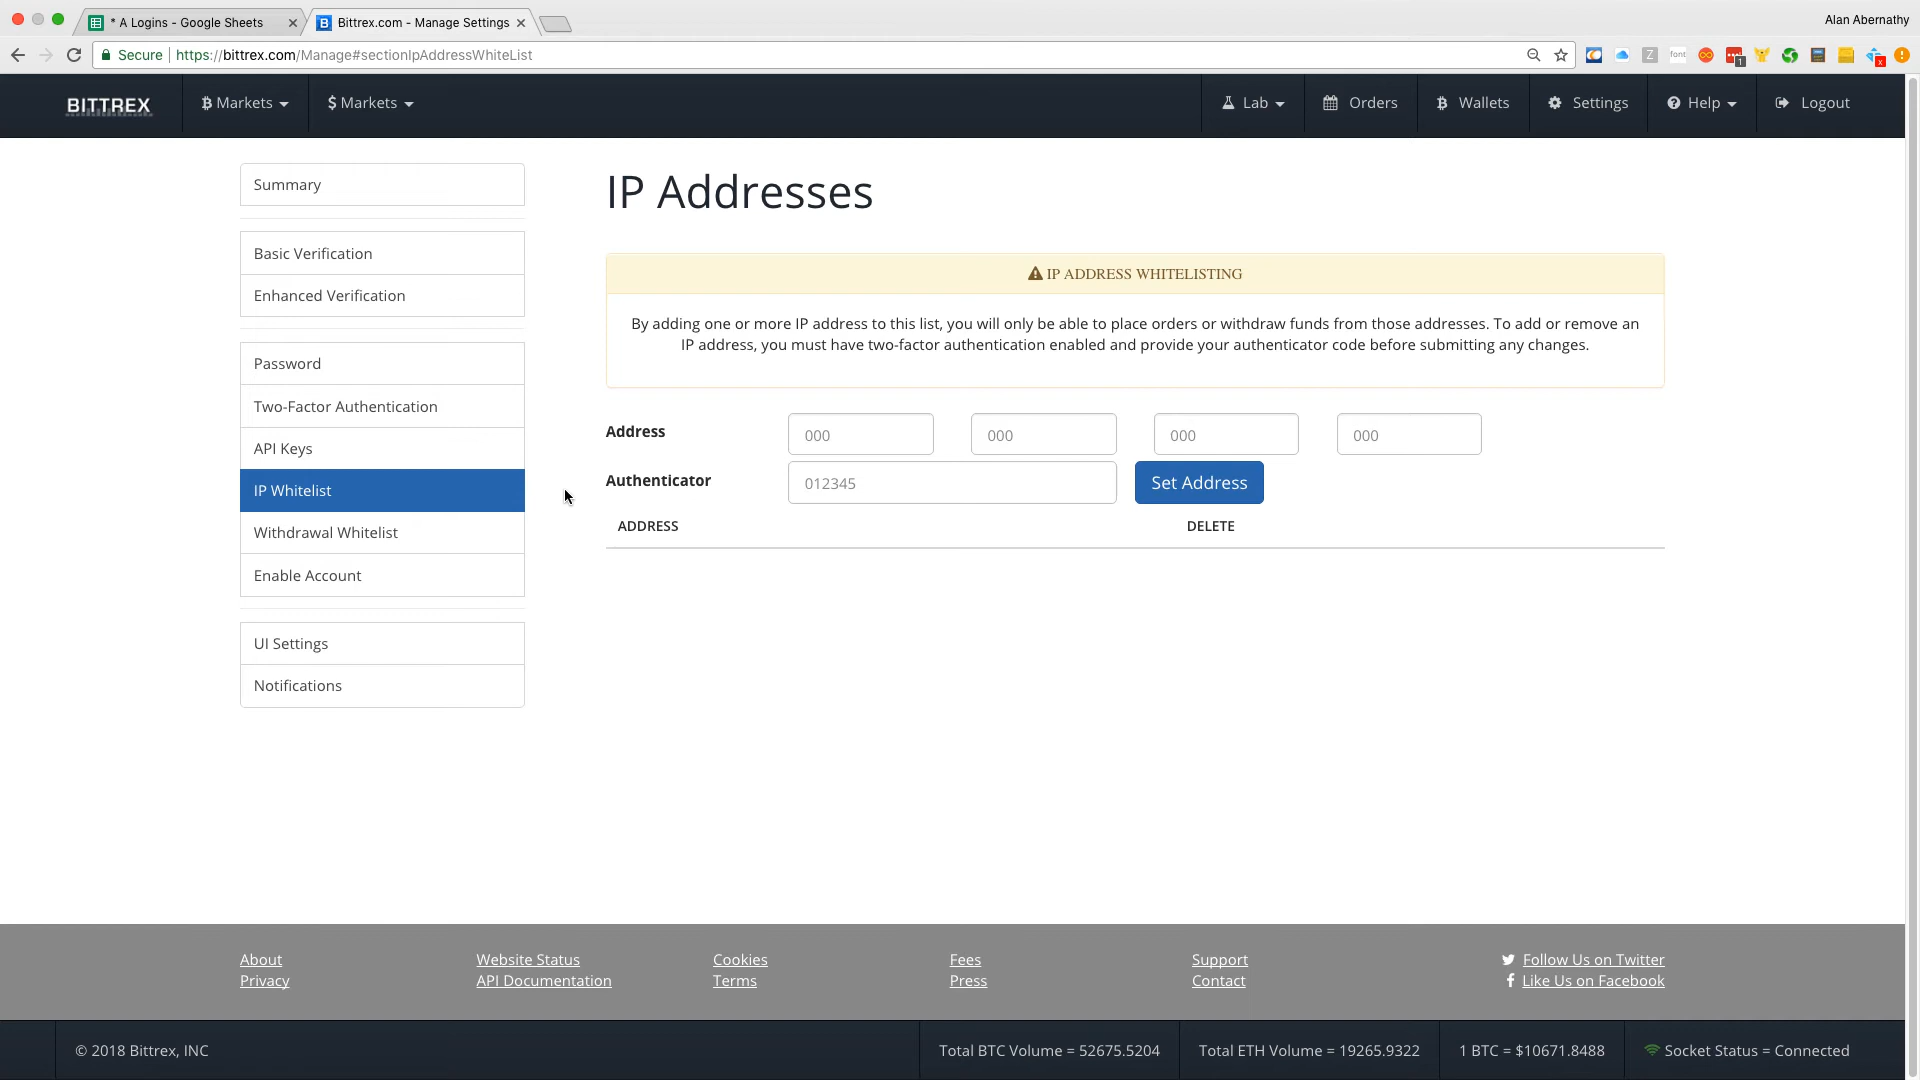 * A Logins - Google Sheets
Bittrex.com - Manage Settings
Alan Abernathy
Secure
https://bittrex.com/Manage#sectionIpAddressWhiteList
BITTREX
Markets
$ Markets
Lab
Orders
Wallets
Settings
Help
Logout
Summary
Basic Verification
Enhanced Verification
Password
Two-Factor Authentication
API Keys
IP Whitelist
Withdrawal Whitelist
Enable Account
UI Settings
Notifications
IP Addresses
IP ADDRESS WHITELISTING
By adding one or more IP address to this list, you will only be able to place orders or withdraw funds from those addresses. To add or remove an
IP address, you must have two-factor authentication enabled and provide your authenticator code before submitting any changes.
Address
000
000
000
000
Authenticator
012345
Set Address
ADDRESS
DELETE
About
Privacy
Website Status
API Documentation
Cookies
Terms
Fees
Press
Support
Contact
Follow Us on Twitter
Like Us on Facebook
© 2018 Bittrex, INC
Total BTC Volume = 52675.5204
Total ETH Volume = 19265.9322
1 BTC = $10671.8488
Socket Status = Connected